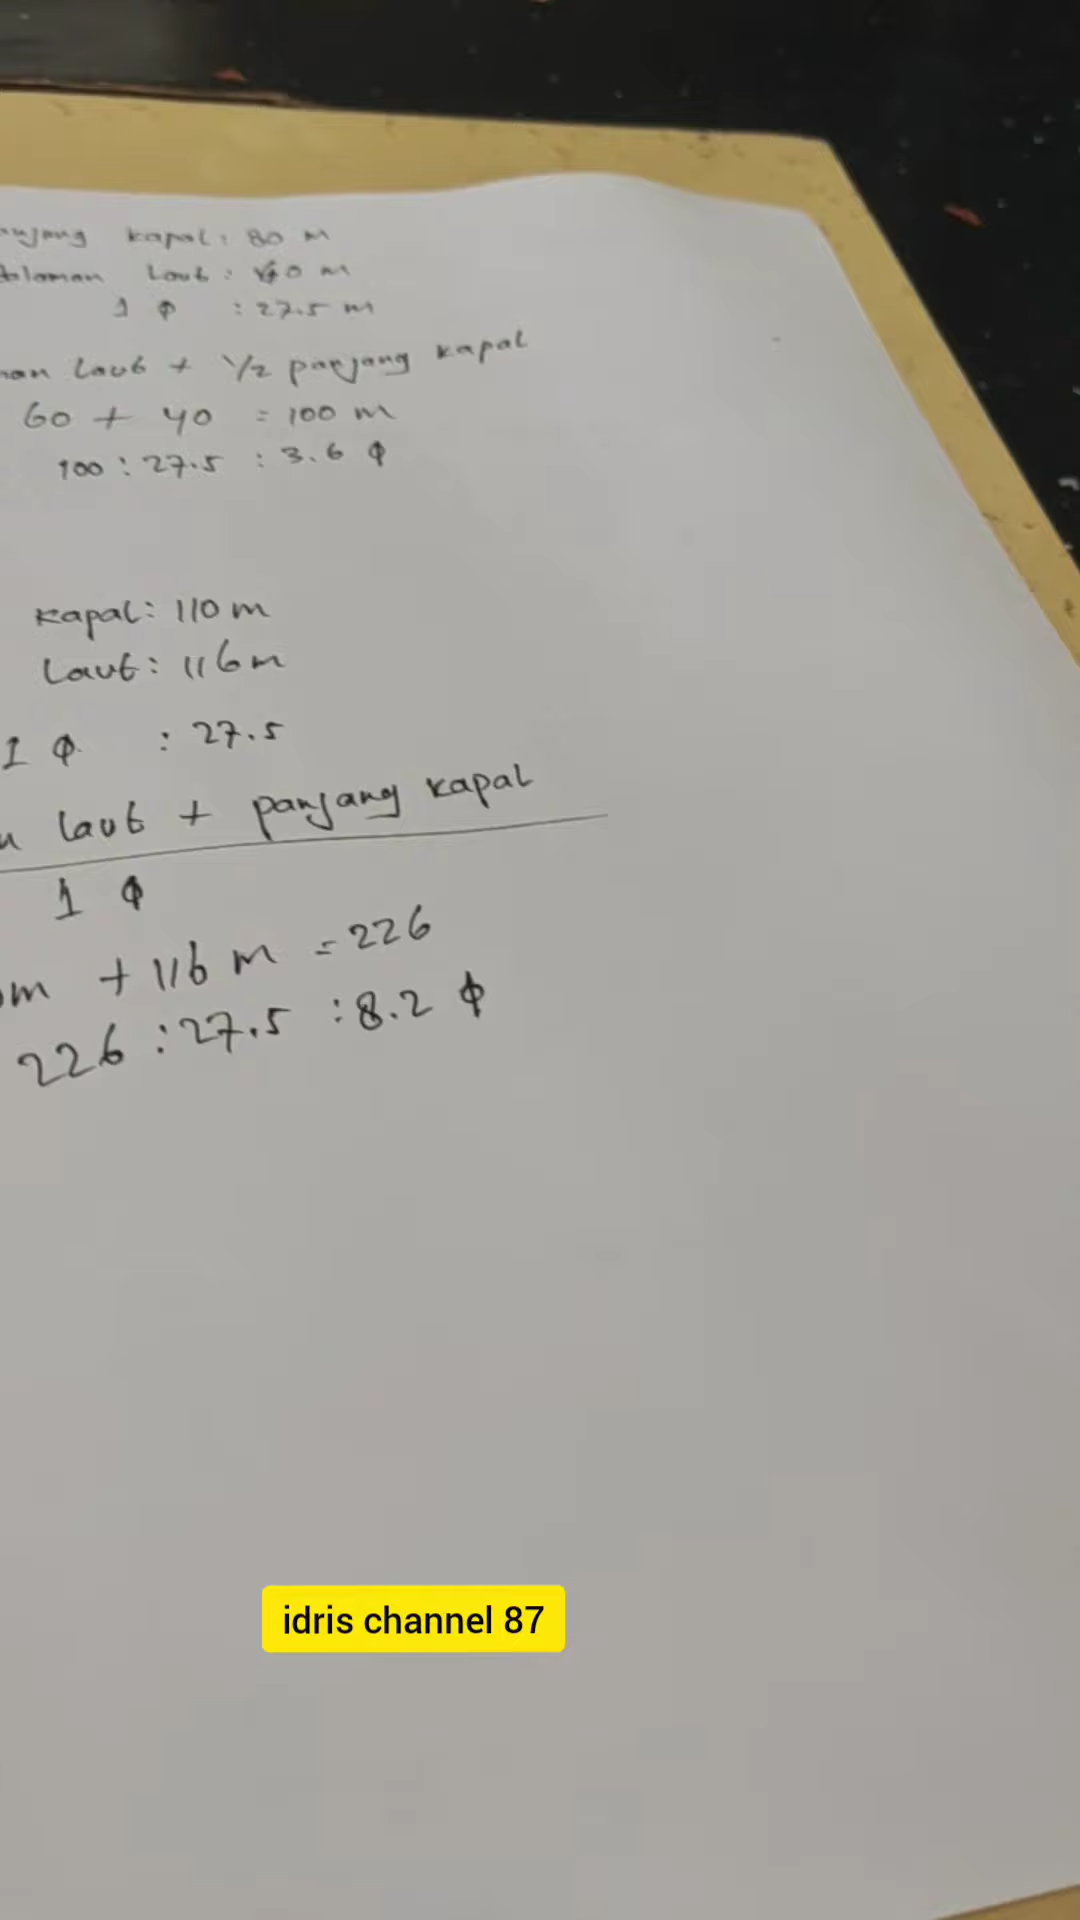 kapal: 80 m
Laut: 60 m
1 ϕ : 27.5 m
Laut + 1/2 panjang kapal
60 + 40 = 100 m
100 : 27.5 : 3.6 ϕ
kapal: 110 m
Laut: 116 m
1 ϕ : 27.5
laut + panjang kapal
1 ϕ
m + 116 m = 226
226 : 27.5 : 8.2 ϕ
idris channel 87